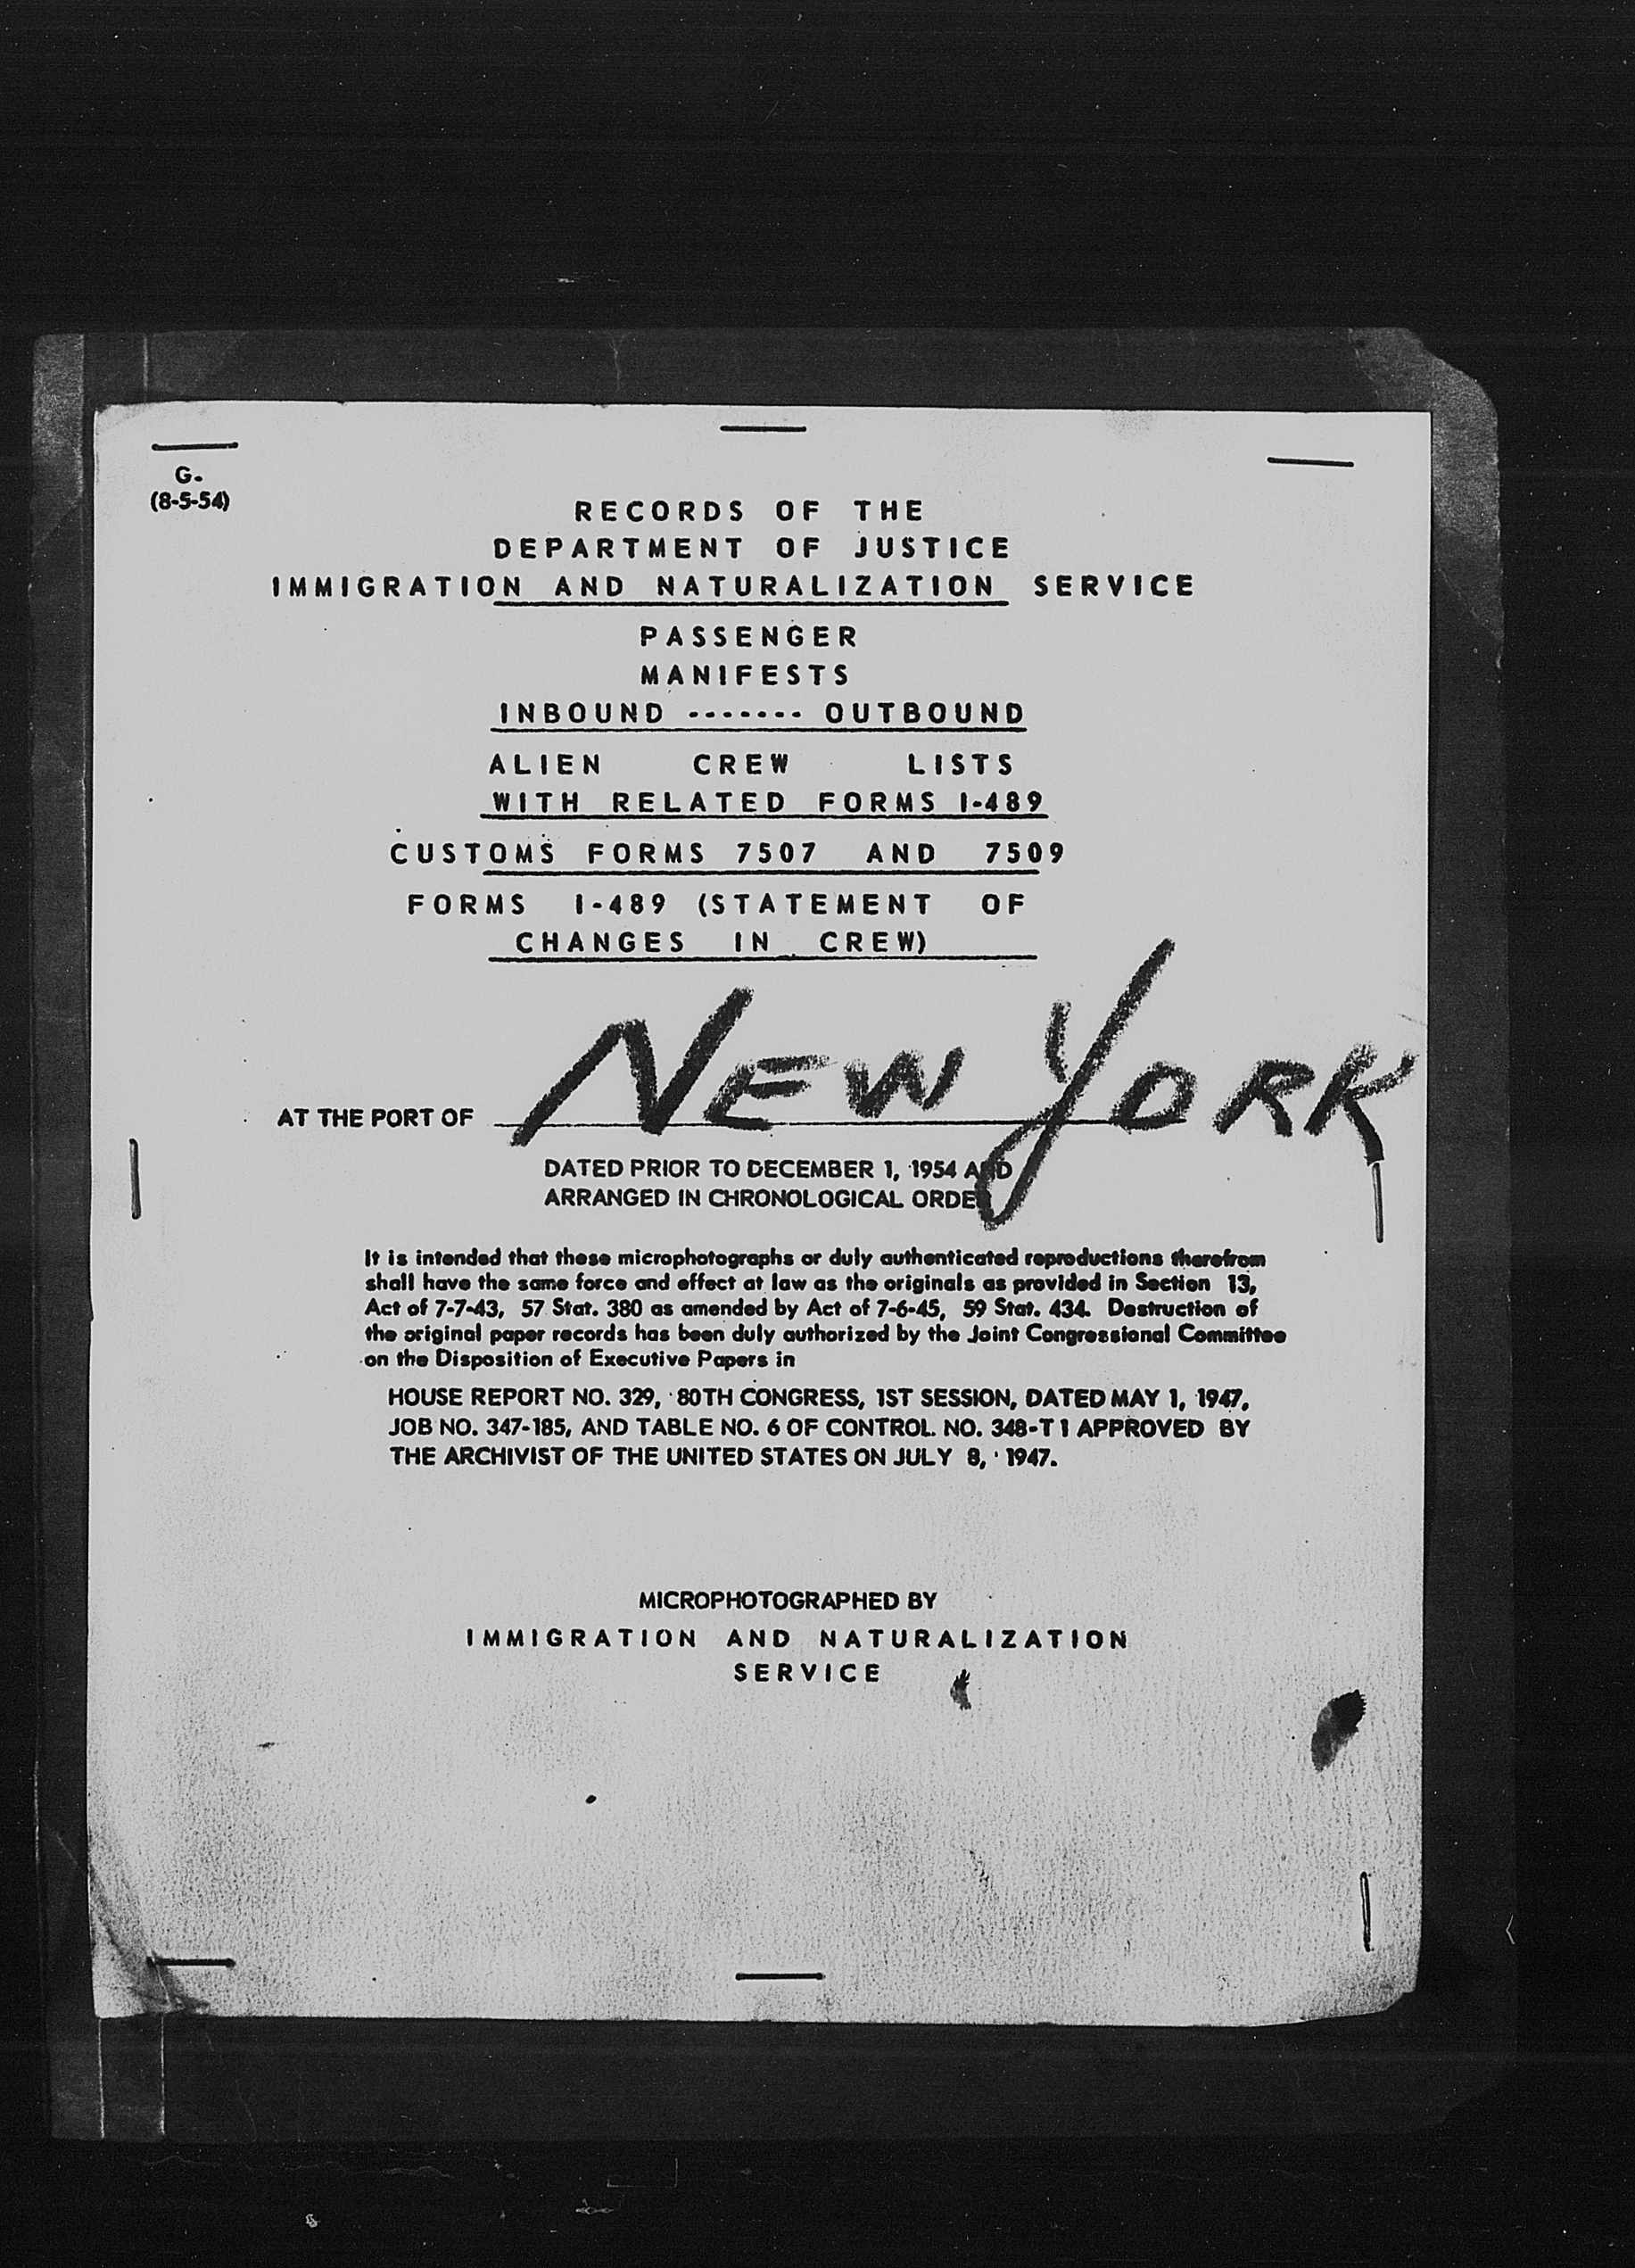 G.
(8-5-54)
RECORDS OF THE
DEPARTMENT OF JUSTICE
IMMIGRATION AND NATURALIZATION SERVICE
PASSENGER
MANIFESTS
INBOUND ------- OUTBOUND
ALIEN CREW LISTS
WITH RELATED FORMS I-489
CUSTOMS FORMS 7507 AND 7509
FORMS I-489 (STATEMENT OF
CHANGES IN CREW)
AT THE PORT OF NEW YORK
DATED PRIOR TO DECEMBER 1, 1954 AND
ARRANGED IN CHRONOLOGICAL ORDER
It is intended that these microphotographs or duly authenticated reproductions therefrom
shall have the same force and effect at law as the originals as provided in Section 13,
Act of 7-7-43, 57 Stat. 380 as amended by Act of 7-6-45, 59 Stat. 434. Destruction of
the original paper records has been duly authorized by the Joint Congressional Committee
on the Disposition of Executive Papers in
HOUSE REPORT NO. 329, 80TH CONGRESS, 1ST SESSION, DATED MAY 1, 1947,
JOB NO. 347-185, AND TABLE NO. 6 OF CONTROL NO. 348-T1 APPROVED BY
THE ARCHIVIST OF THE UNITED STATES ON JULY 8, 1947.
MICROPHOTOGRAPHED BY
IMMIGRATION AND NATURALIZATION
SERVICE